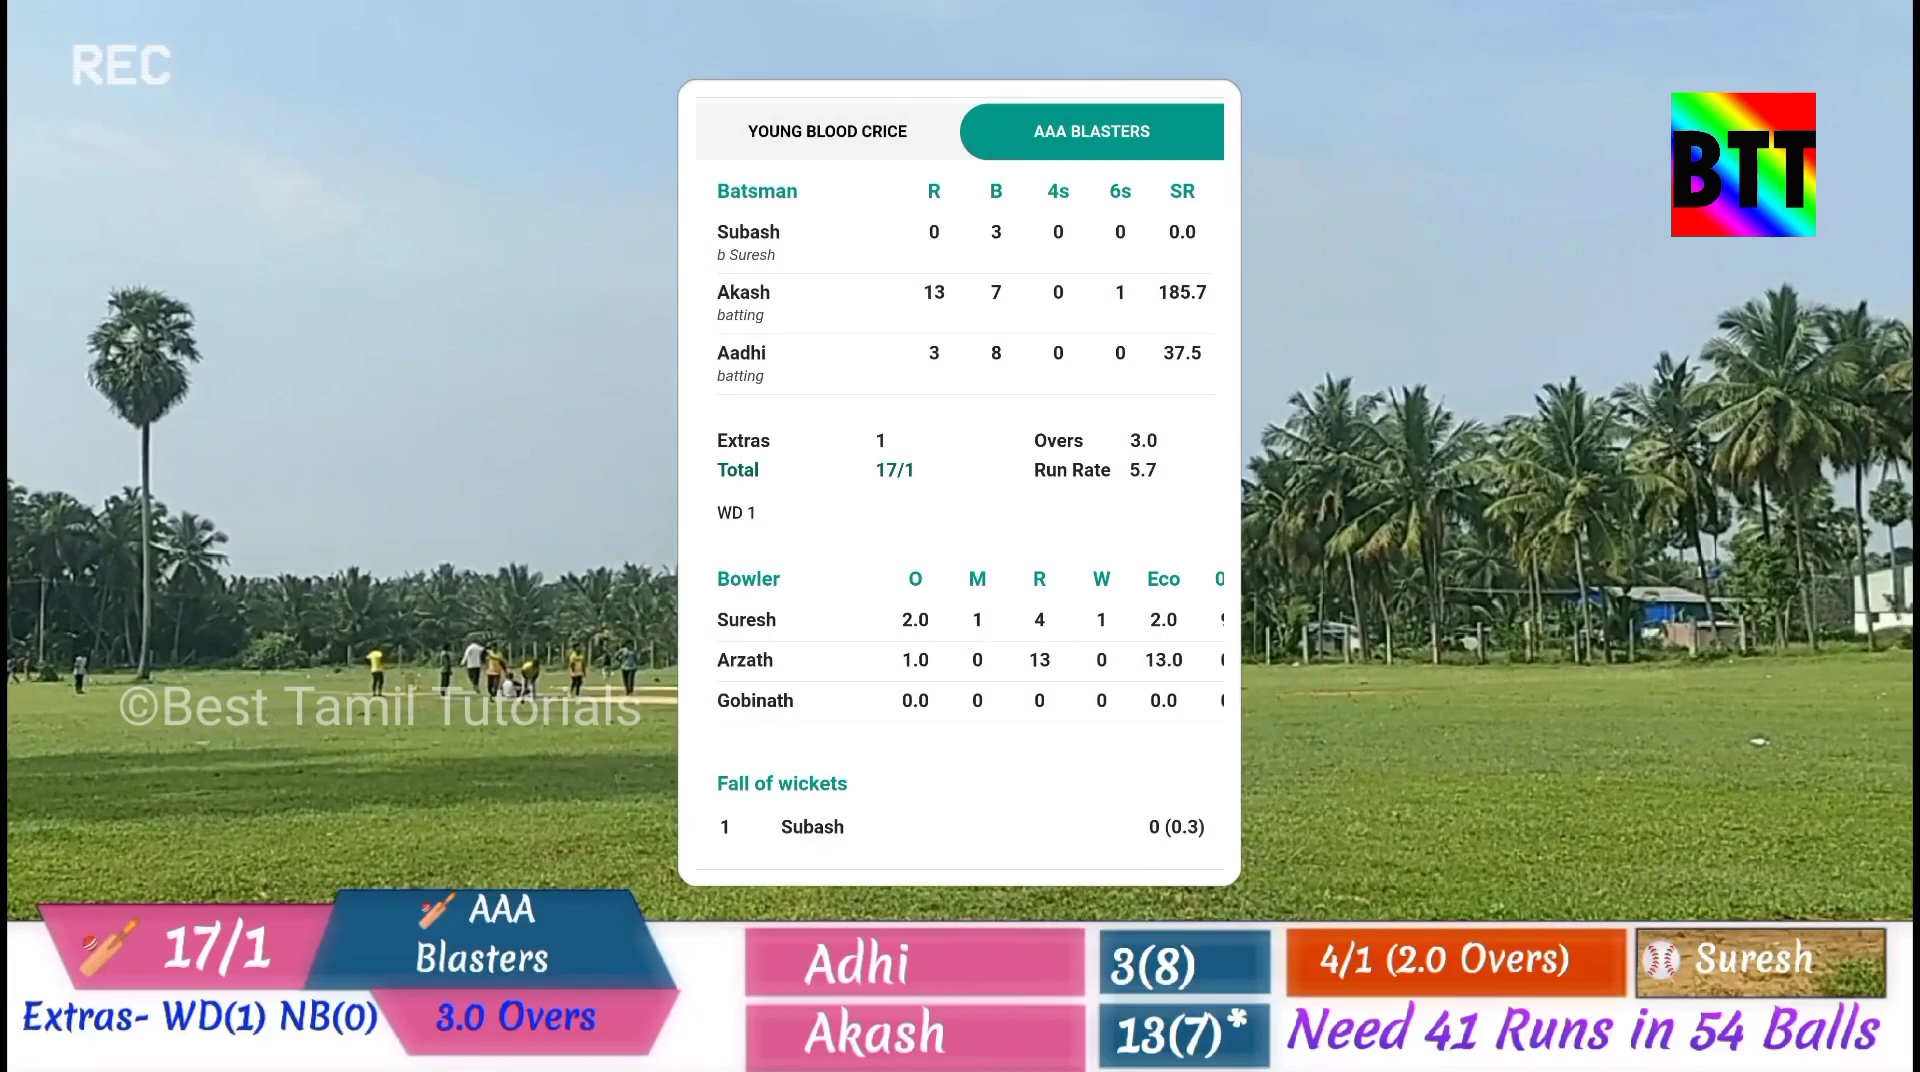 REC
BTT
YOUNG BLOOD CRICE AAA BLASTERS
Batsman R B 4s 6s SR
Subash 0 3 0 0 0.0
b Suresh
Akash 13 7 0 1 185.7
batting
Aadhi 3 8 0 0 37.5
batting
Extras 1 Overs 3.0
Total 17/1 Run Rate 5.7
WD 1
Bowler O M R W Eco
Suresh 2.0 1 4 1 2.0
Arzath 1.0 0 13 0 13.0
Gobinath 0.0 0 0 0 0.0
©Best Tamil Tutorials
Fall of wickets
1 Subash 0 (0.3)
17/1
AAA
Blasters
Extras- WD(1) NB(0)
3.0 Overs
Adhi 3(8)
Akash 13(7)*
4/1 (2.0 Overs)
Suresh
Need 41 Runs in 54 Balls